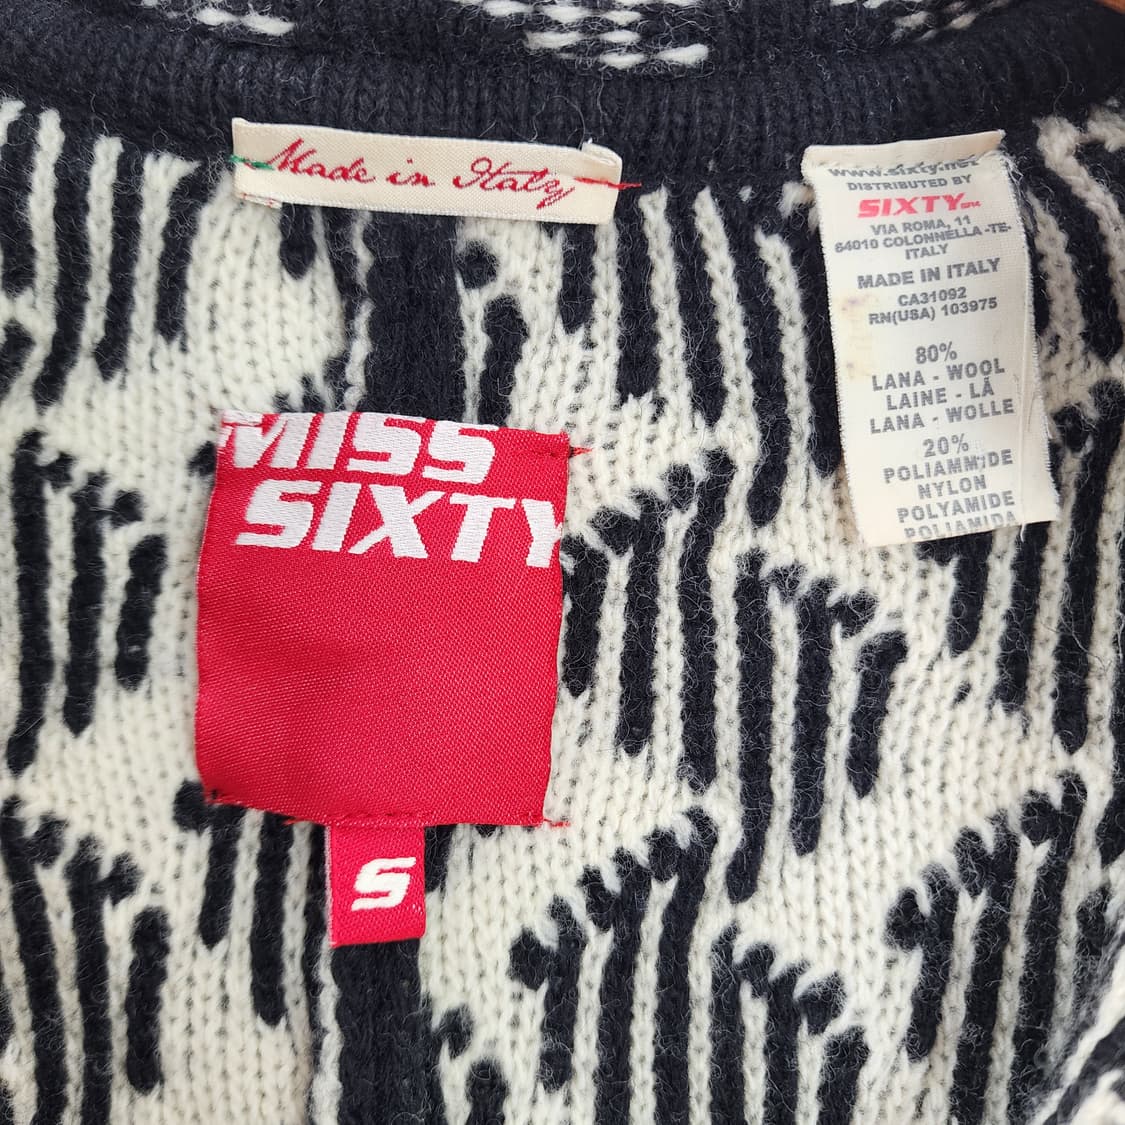 Made in Italy
MISS
SIXTY
S
www.sixty.net
DISTRIBUTED BY
SIXTY SPA
VIA ROMA, 11
64010 COLONNELLA -TE-
ITALY
MADE IN ITALY
CA31092
RN(USA) 103975
80%
LANA - WOOL
LAINE - LÃ
LANA - WOLLE
20%
POLIAMMIDE
NYLON
POLYAMIDE
POLIAMIDA